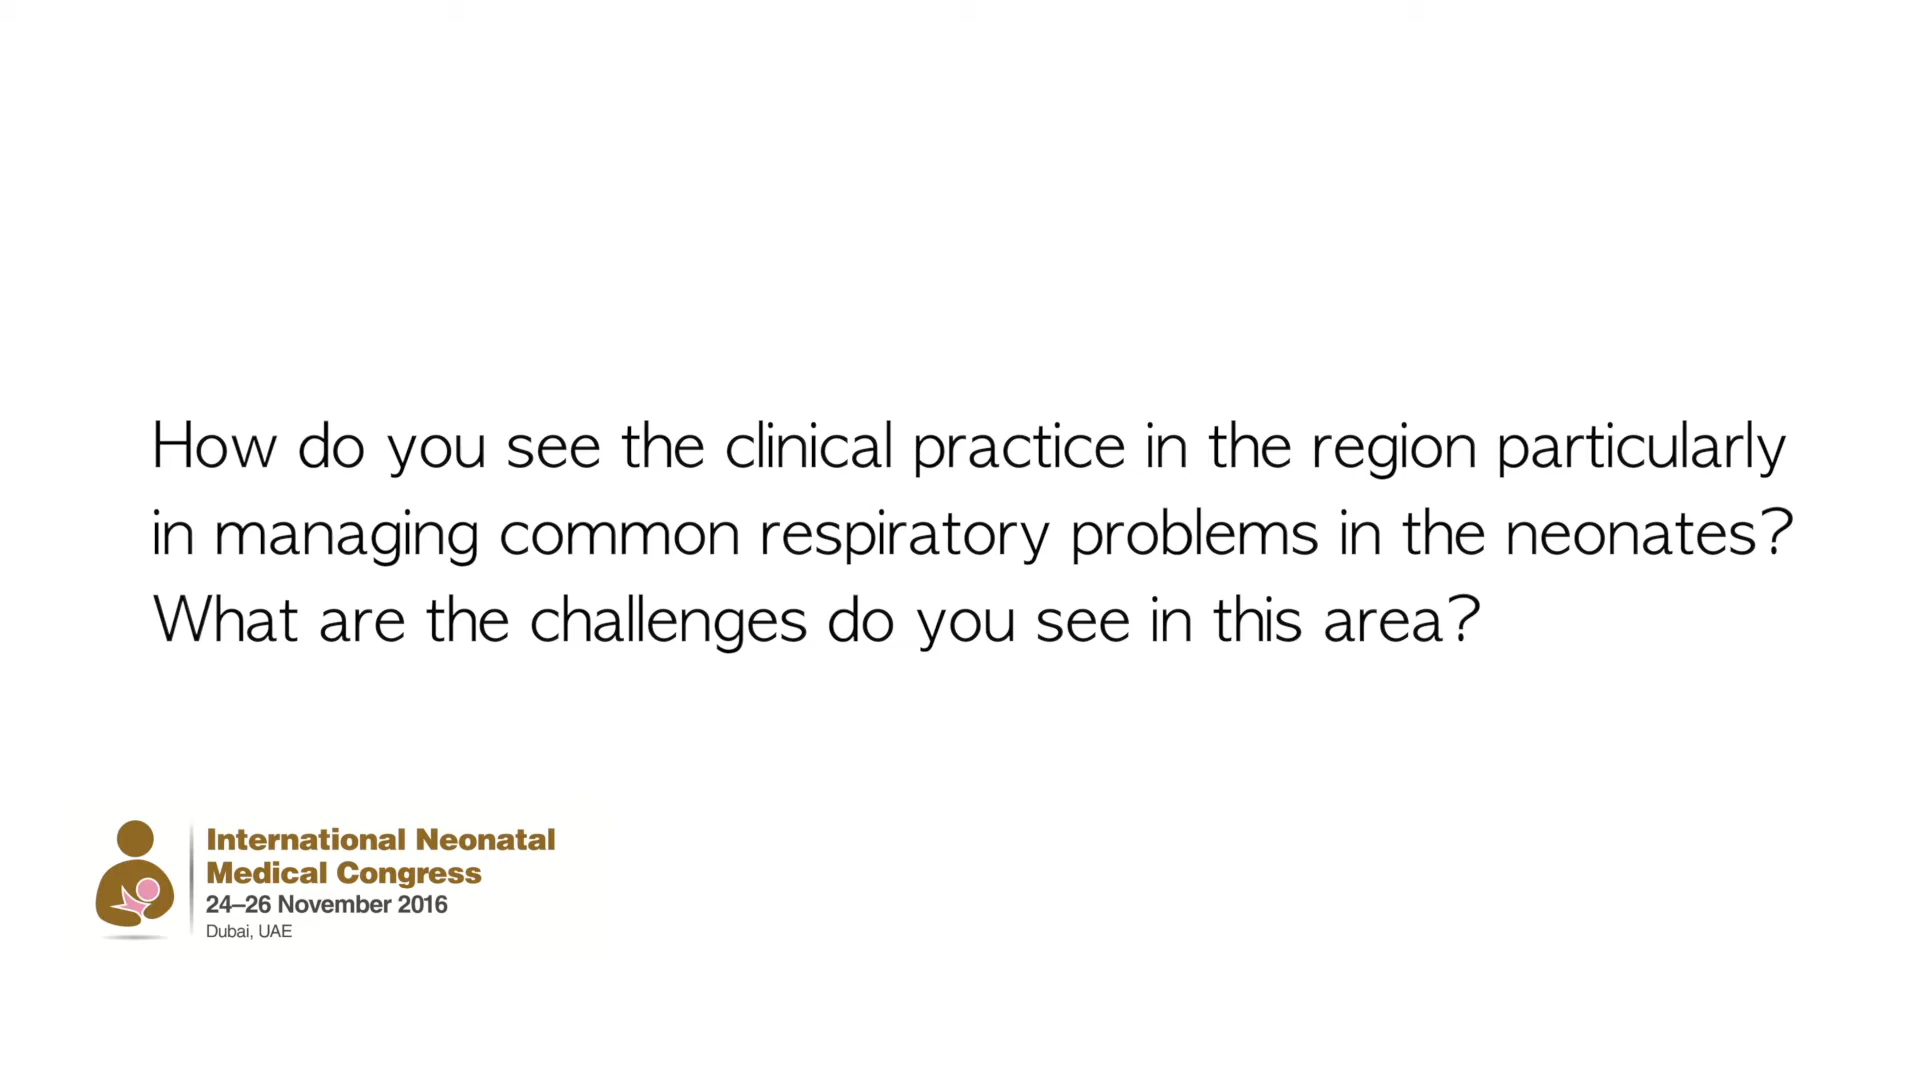 How do you see the clinical practice in the region particularly
in managing common respiratory problems in the neonates?
What are the challenges do you see in this area?
International Neonatal
Medical Congress
24–26 November 2016
Dubai, UAE